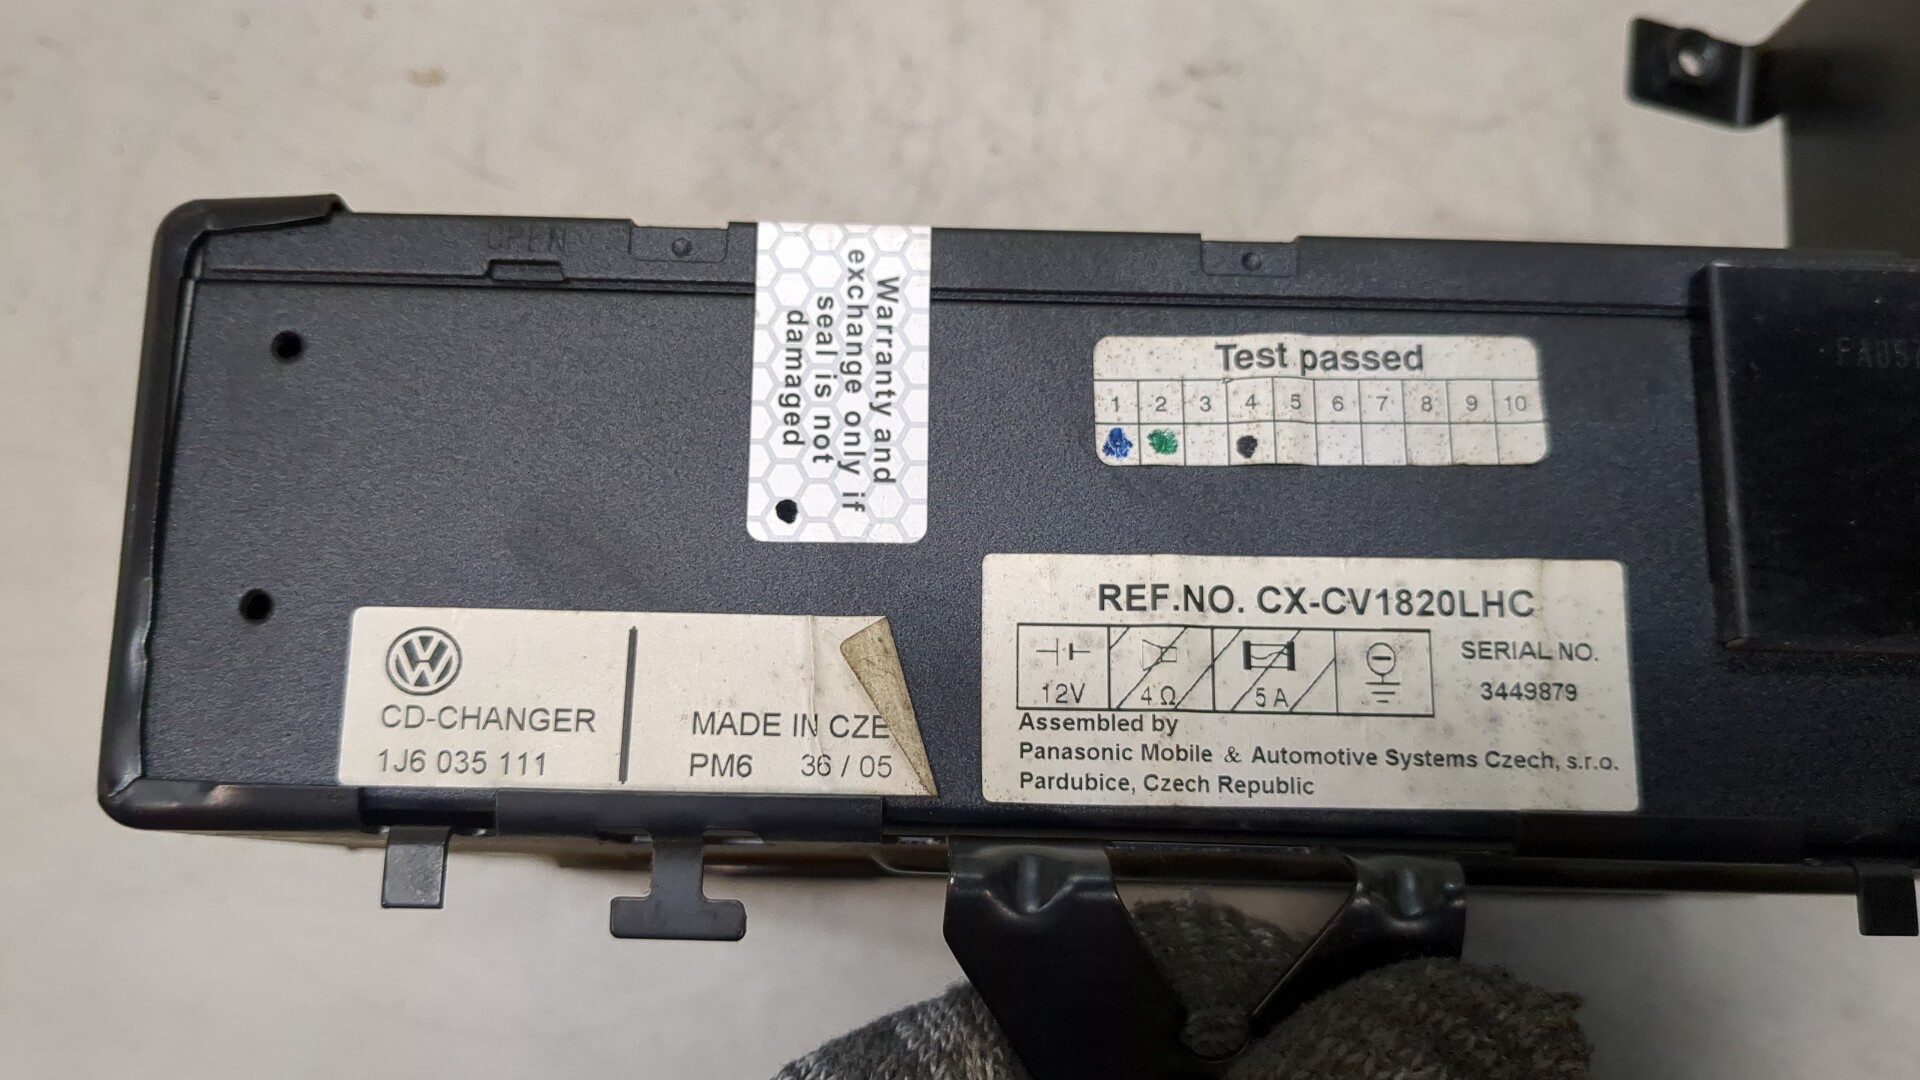 OPEN
Warranty and
exchange only if
seal is not
damaged
Test passed
1 2 3 4 5 6 7 8 9 10
CD-CHANGER
1J6 035 111
MADE IN CZE
PM6 36 / 05
REF.NO. CX-CV1820LHC
12V 4 Ω 5 A
SERIAL NO.
3449879
Assembled by
Panasonic Mobile & Automotive Systems Czech, s.r.o.
Pardubice, Czech Republic